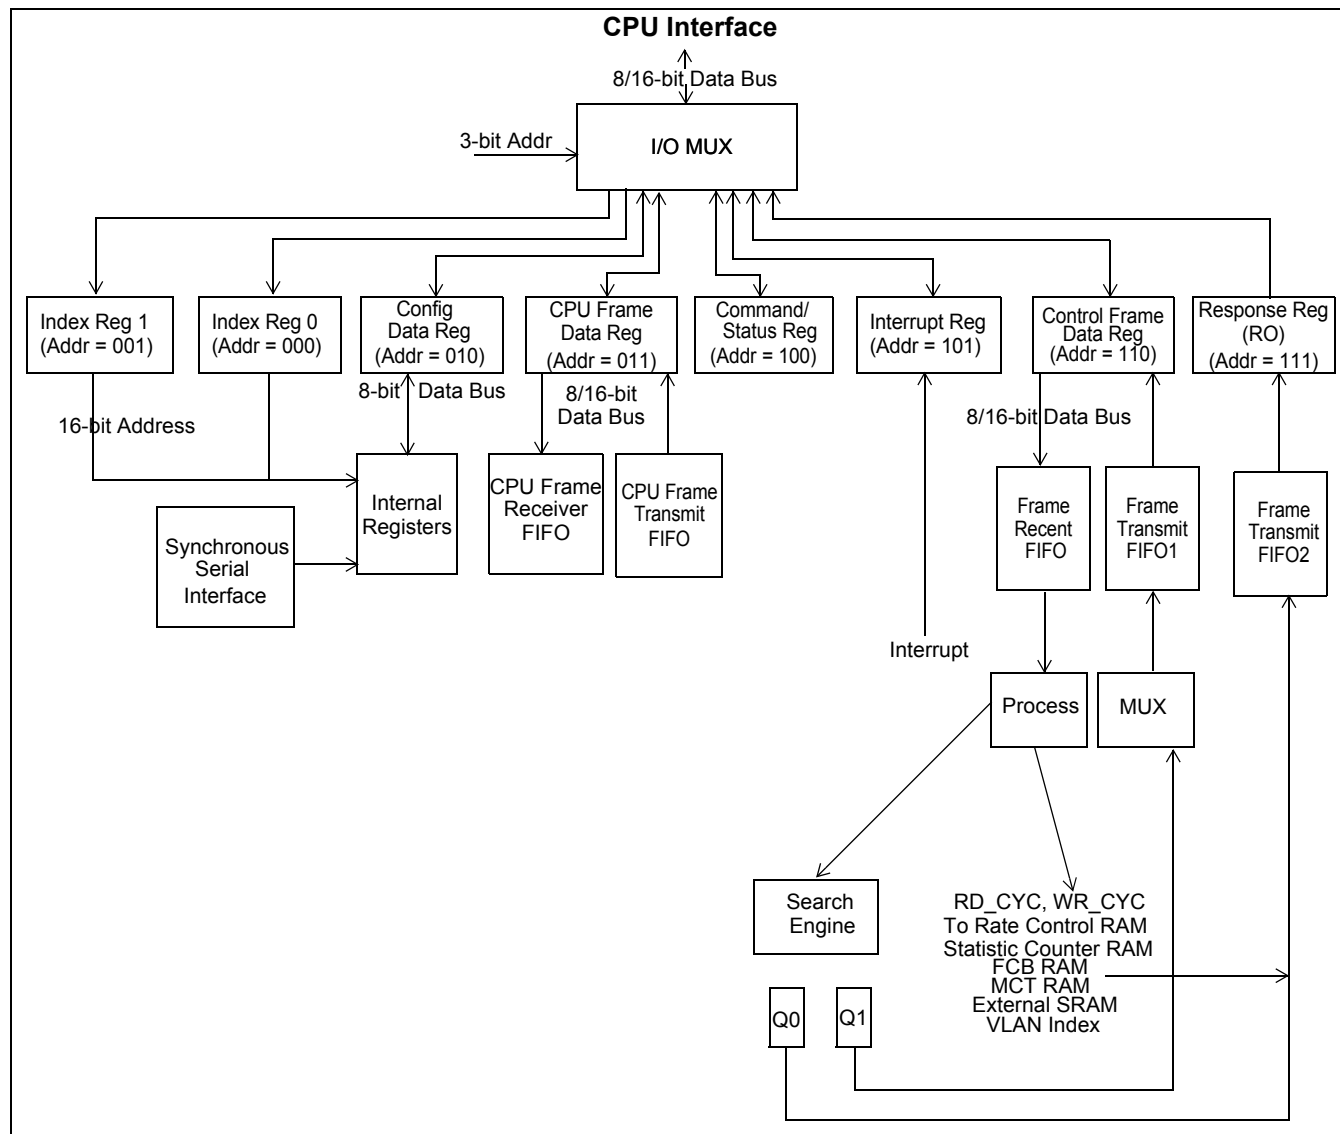 CPU Interface
8/16-bit Data Bus
3-bit Addr
I/O MUX
Index Reg 1
(Addr = 001)
Index Reg 0
(Addr = 000)
Config
Data Reg
(Addr = 010)
CPU Frame
Data Reg
(Addr = 011)
Command/
Status Reg
(Addr = 100)
Interrupt Reg
(Addr = 101)
Control Frame
Data Reg
(Addr = 110)
Response Reg
(RO)
(Addr = 111)
16-bit Address
8-bit Data Bus
8/16-bit
Data Bus
8/16-bit Data Bus
Synchronous
Serial
Interface
Internal
Registers
CPU Frame
Receiver
FIFO
CPU Frame
Transmit
FIFO
Frame
Recent
FIFO
Frame
Transmit
FIFO1
Frame
Transmit
FIFO2
Interrupt
Process
MUX
Search
Engine
RD_CYC, WR_CYC
To Rate Control RAM
Statistic Counter RAM
FCB RAM
MCT RAM
External SRAM
VLAN Index
Q0
Q1